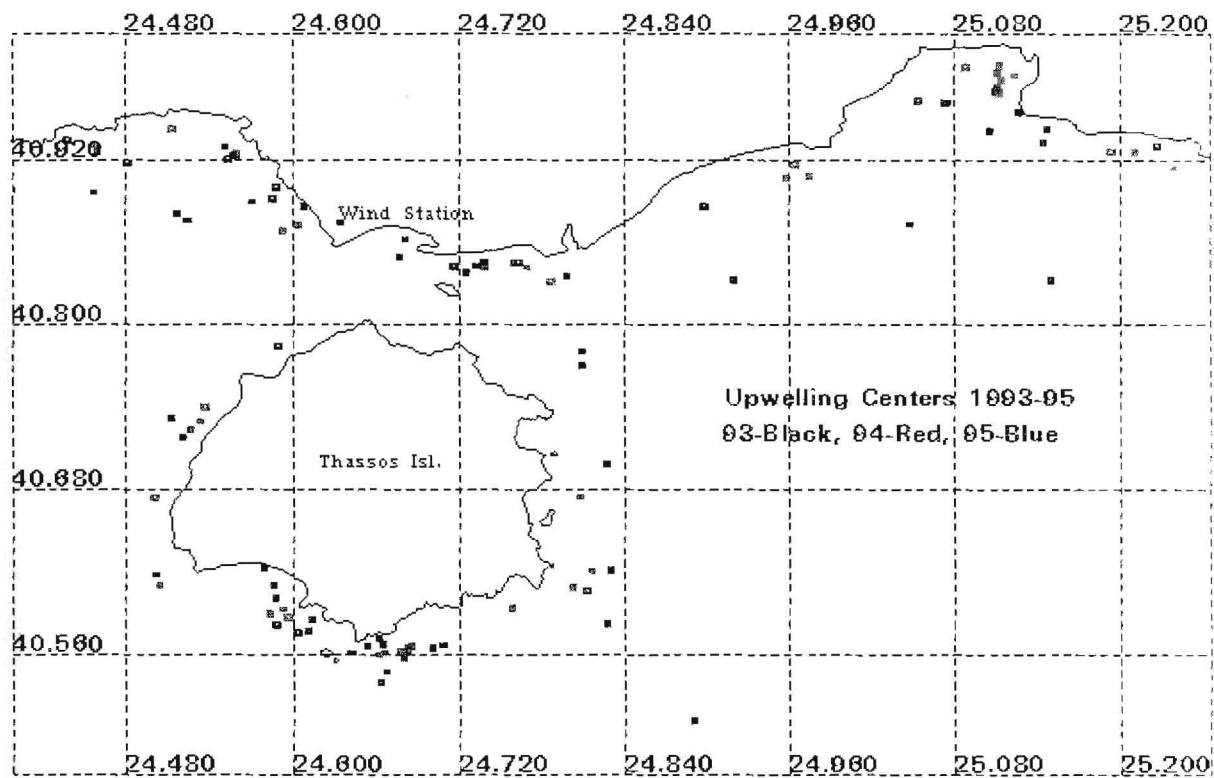 24.480 24.600 24.720 24.840 24.960 25.080 25.200
40.920
Wind Station
40.800
Upwelling Centers 1993-95
93-Black, 94-Red, 95-Blue
Thassos Isl.
40.680
40.560
24.480 24.600 24.720 24.840 24.960 25.080 25.200